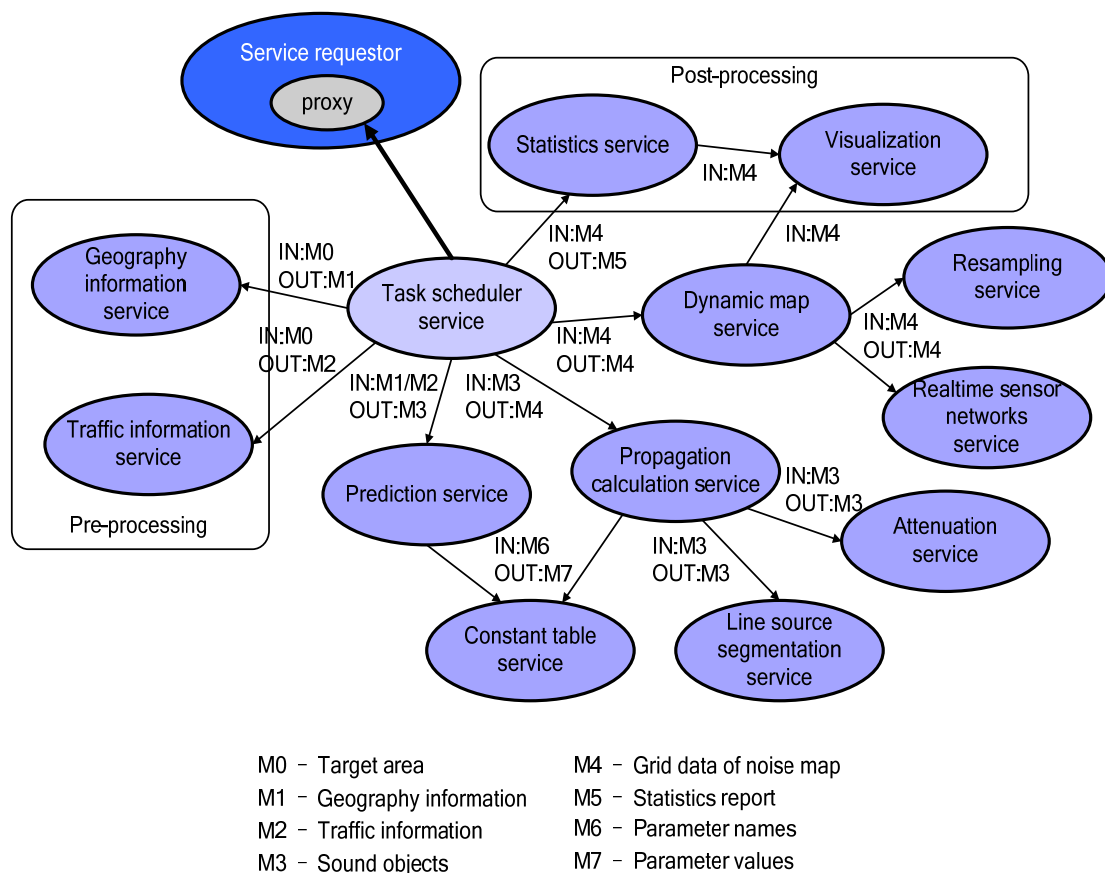 Service requestor
proxy
Post-processing
Statistics service
IN:M4
Visualization
service
IN:M4
OUT:M5
IN:M4
Geography
information
service
IN:M0
OUT:M1
Task scheduler
service
Dynamic map
service
Resampling
service
IN:M0
OUT:M2
IN:M4
OUT:M4
IN:M4
OUT:M4
IN:M1/M2
OUT:M3
IN:M3
OUT:M4
Realtime sensor
networks
service
Traffic information
service
Pre-processing
Prediction service
Propagation
calculation service
IN:M3
OUT:M3
Attenuation
service
IN:M6
OUT:M7
IN:M3
OUT:M3
Constant table
service
Line source
segmentation
service
M0 - Target area
M1 - Geography information
M2 - Traffic information
M3 - Sound objects
M4 - Grid data of noise map
M5 - Statistics report
M6 - Parameter names
M7 - Parameter values